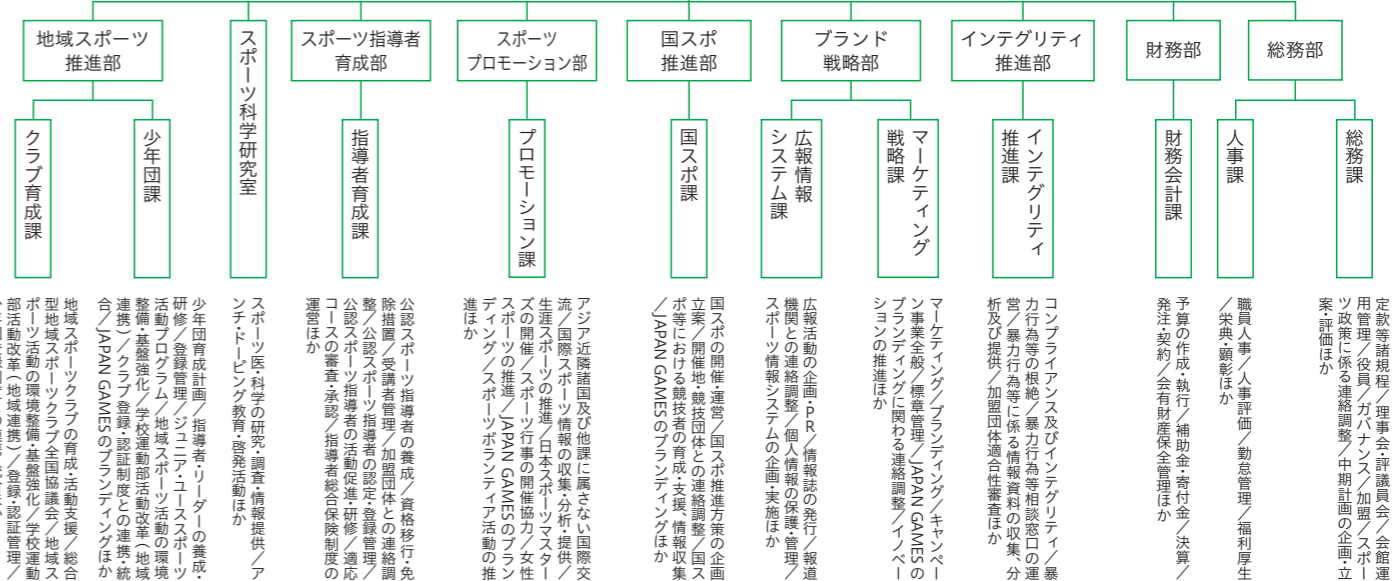 地域スポーツ
推進部
スポーツ科学研究室
スポーツ指導者
育成部
スポーツ
プロモーション部
国スポ
推進部
ブランド
戦略部
インテグリティ
推進部
財務部
総務部
クラブ育成課
少年団課
指導者育成課
プロモーション課
国スポ課
広報情報
システム課
マーケティング
戦略課
インテグリティ
推進課
財務会計課
人事課
総務課
定款等諸規程／理事会・評議員会／会館運
用管理／役員／ガバナンス／加盟／スポー
ツ政策に係る連絡調整／中期計画の企画・立
案・評価ほか
職員人事／人事評価／勤怠管理／福利厚生
／栄典・顕彰ほか
予算の作成・執行／補助金・寄付金／決算／
発注・契約／会有財産保全管理ほか
コンプライアンス及びインテグリティ／暴
力行為等の根絶／暴力行為等相談窓口の運
営／暴力行為等に係る情報資料の収集、分
析及び提供／加盟団体適合性審査ほか
マーケティング／ブランディング／キャンペー
ン事業全般／標章管理／JAPAN GAMESの
ブランディングに関わる連絡調整／イノベー
ションの推進ほか
広報活動の企画・PR／情報誌の発行／報道
機関との連絡調整／個人情報の保護・管理／
スポーツ情報システムの企画・実施ほか
国スポの開催・運営／国スポ推進方策の企画
立案／開催地・競技団体との連絡調整／国ス
ポ等における競技者の育成・支援、情報収集
／JAPAN GAMESのブランディングほか
アジア近隣諸国及び他課に属さない国際交
流／国際スポーツ情報の収集・分析・提供／
生涯スポーツの推進／日本スポーツマスター
ズの開催／スポーツ行事の開催協力／女性
スポーツの推進／JAPAN GAMESのブラン
ディング／スポーツボランティア活動の推
進ほか
公認スポーツ指導者の養成／資格移行・免
除措置／受講者管理／加盟団体との連絡調
整／公認スポーツ指導者の認定・登録管理／
公認スポーツ指導者の活動促進・研修／適応
コースの審査・承認／指導者総合保険制度の
運営ほか
スポーツ医・科学の研究・調査・情報提供／ア
ンチ・ドーピング教育・啓発活動ほか
少年団育成計画／指導者・リーダーの養成・
研修／登録管理／ジュニア・ユーススポーツ
活動プログラム／地域スポーツ活動の環境
整備・基盤強化／学校運動部活動改革（地域
連携）／クラブ登録・認証制度との連携・統
合／JAPAN GAMESのブランディングほか
地域スポーツクラブの育成・活動支援／総合
型地域スポーツクラブ全国協議会／地域ス
ポーツ活動の環境整備・基盤強化／学校運動
部活動改革（地域連携）／登録・認証管理／